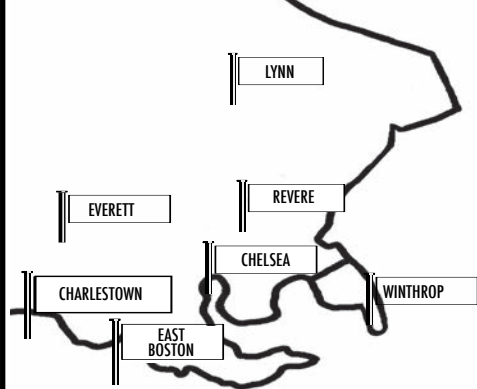 LYNN
REVERE
EVERETT
CHELSEA
CHARLESTOWN
WINTHROP
EAST
BOSTON